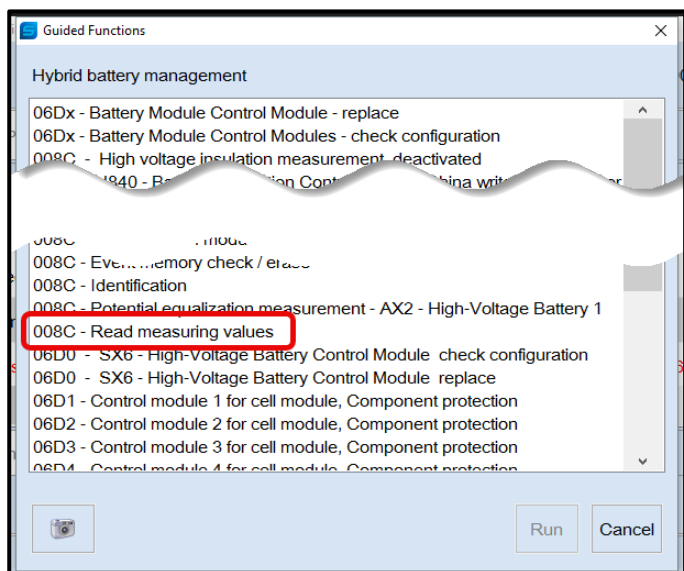 Guided Functions
Hybrid battery management
06Dx - Battery Module Control Module - replace
06Dx - Battery Module Control Modules - check configuration
008C - High voltage insulation measurement, deactivated
008C - Event memory check / erase
008C - Identification
008C - Potential equalization measurement - AX2 - High-Voltage Battery 1
008C - Read measuring values
06D0 - SX6 - High-Voltage Battery Control Module check configuration
06D0 - SX6 - High-Voltage Battery Control Module replace
06D1 - Control module 1 for cell module, Component protection
06D2 - Control module 2 for cell module, Component protection
06D3 - Control module 3 for cell module, Component protection
06D4 - Control module 4 for cell module, Component protection
Run Cancel